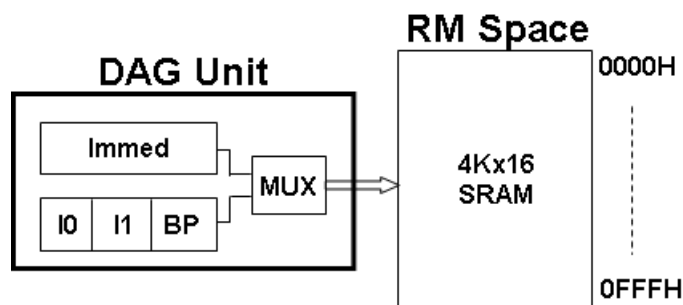 RM Space
DAG Unit
0000H
Immed
MUX
4Kx16
SRAM
I0 I1 BP
0FFFH